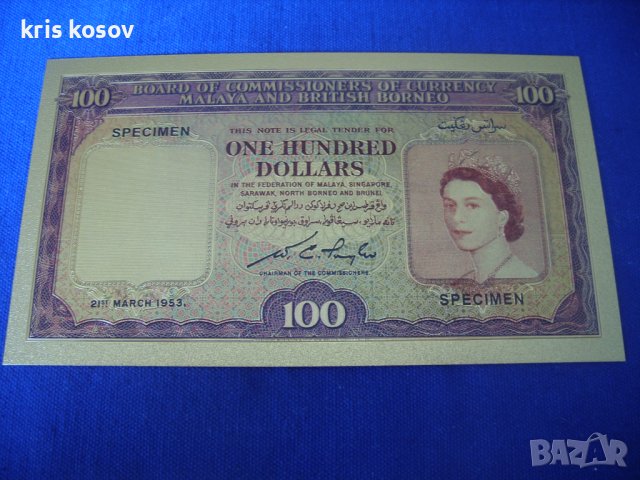 kris kosov
BOARD OF COMMISSIONERS OF CURRENCY
MALAYA AND BRITISH BORNEO
100
100
SPECIMEN
THIS NOTE IS LEGAL TENDER FOR
ONE HUNDRED
DOLLARS
IN THE FEDERATION OF MALAYA, SINGAPORE,
SARAWAK, NORTH BORNEO AND BRUNEI.
CHAIRMAN OF THE COMMISSIONERS.
21ST MARCH 1953.
SPECIMEN
100
BAZAR